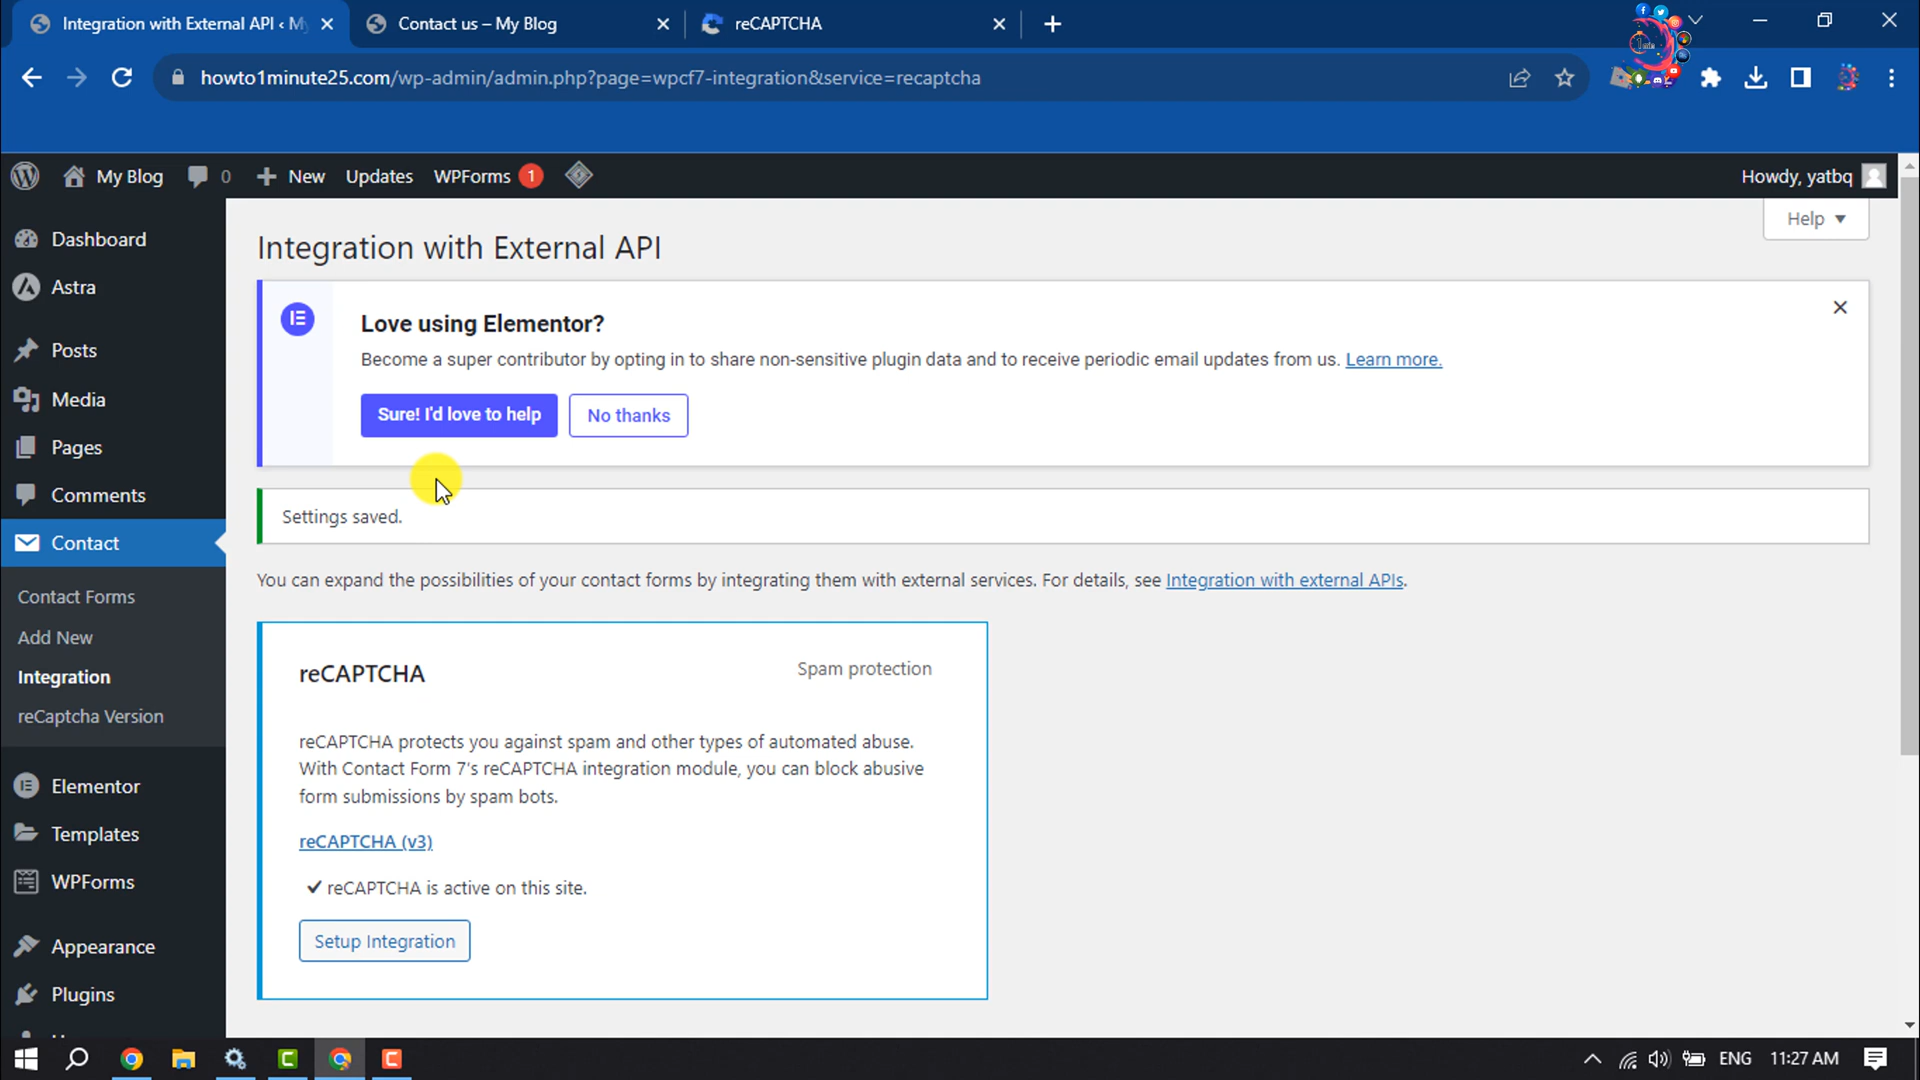 Integration with External API ‹ My
Contact us – My Blog
reCAPTCHA
howto1minute25.com/wp-admin/admin.php?page=wpcf7-integration&service=recaptcha
My Blog
0
New
Updates
WPForms 1
Howdy, yatbq
Help
Dashboard
Astra
Posts
Media
Pages
Comments
Contact
Contact Forms
Add New
Integration
reCaptcha Version
Elementor
Templates
WPForms
Appearance
Plugins
Integration with External API
Love using Elementor?
Become a super contributor by opting in to share non-sensitive plugin data and to receive periodic email updates from us. Learn more.
Sure! I'd love to help
No thanks
Settings saved.
You can expand the possibilities of your contact forms by integrating them with external services. For details, see Integration with external APIs.
reCAPTCHA
Spam protection
reCAPTCHA protects you against spam and other types of automated abuse.
With Contact Form 7's reCAPTCHA integration module, you can block abusive
form submissions by spam bots.
reCAPTCHA (v3)
reCAPTCHA is active on this site.
Setup Integration
ENG
11:27 AM